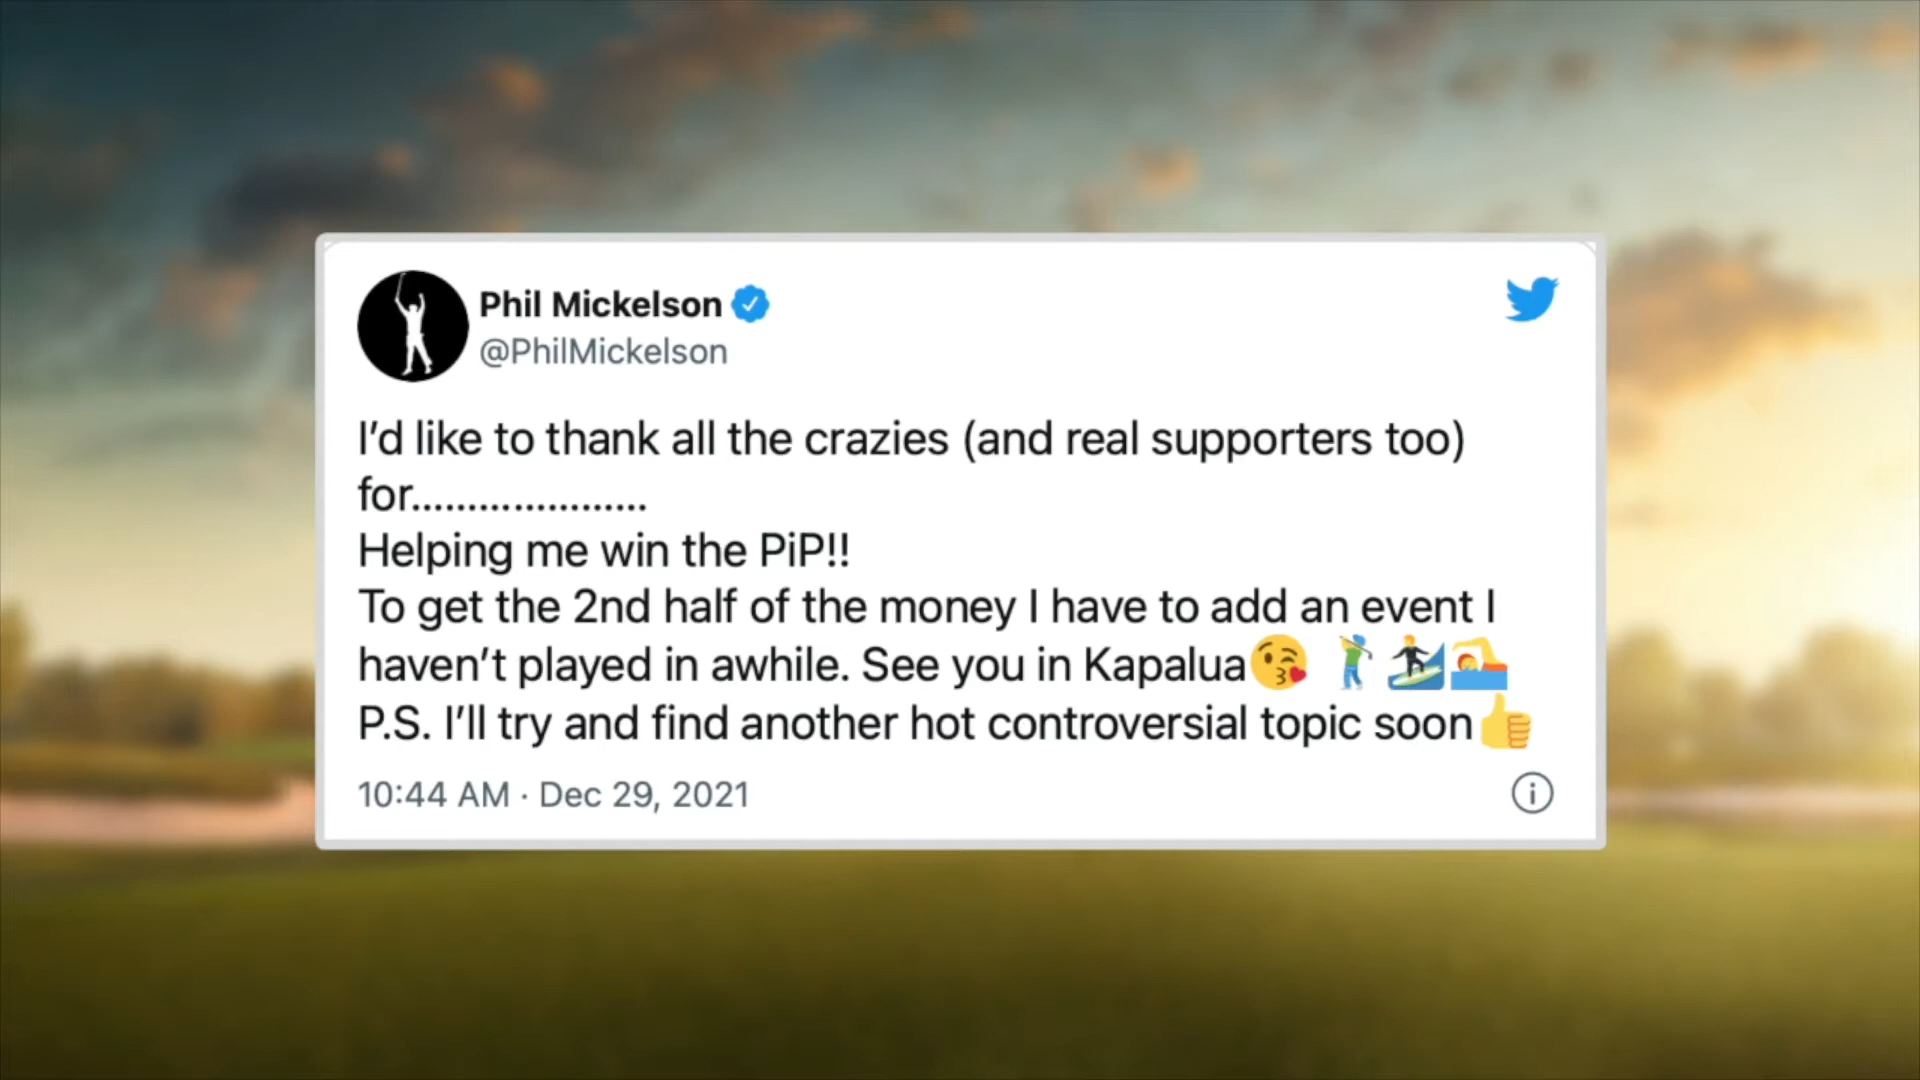 Phil Mickelson
@PhilMickelson
I’d like to thank all the crazies (and real supporters too)
for.....................
Helping me win the PiP!!
To get the 2nd half of the money I have to add an event I
haven’t played in awhile. See you in Kapalua😘 🏌️‍♂️🏄‍♂️🏊‍♂️
P.S. I’ll try and find another hot controversial topic soon👍
10:44 AM · Dec 29, 2021